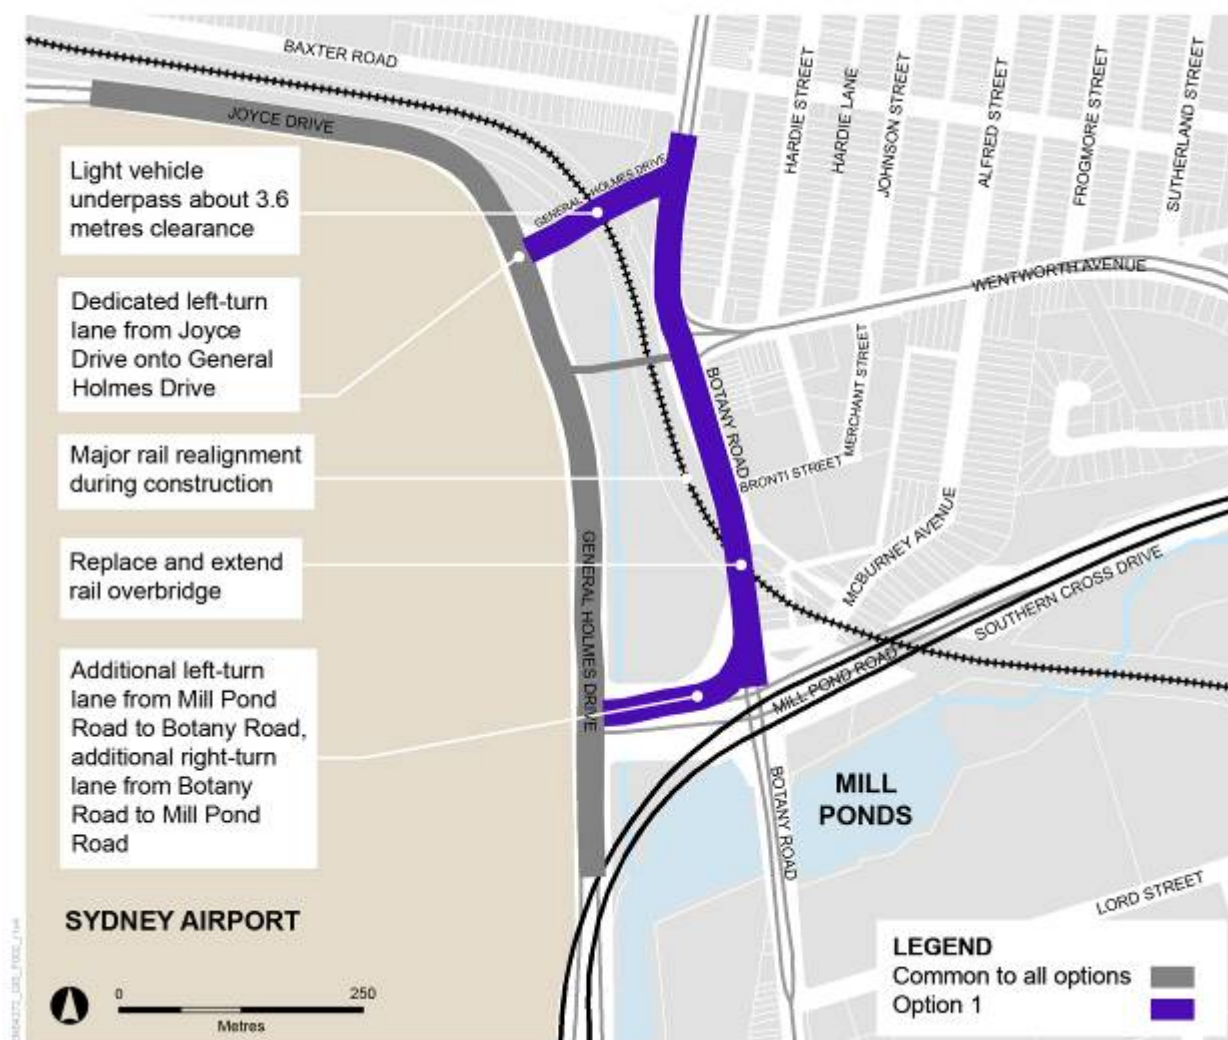 BAXTER ROAD
JOYCE DRIVE
HARDIE STREET
HARDIE LANE
JOHNSON STREET
ALFRED STREET
FROGMORE STREET
SUTHERLAND STREET
Light vehicle
underpass about 3.6
metres clearance
GENERAL HOLMES DRIVE
Dedicated left-turn
lane from Joyce
Drive onto General
Holmes Drive
WENTWORTH AVENUE
MERCHANT STREET
BOTANY ROAD
Major rail realignment
during construction
BRONTI STREET
Replace and extend
rail overbridge
GENERAL HOLMES DRIVE
MCBURNEY AVENUE
SOUTHERN CROSS DRIVE
MILL POND ROAD
Additional left-turn
lane from Mill Pond
Road to Botany Road,
additional right-turn
lane from Botany
Road to Mill Pond
Road
MILL
PONDS
BOTANY ROAD
LORD STREET
SYDNEY AIRPORT
0 250
Metres
LEGEND
Common to all options
Option 1